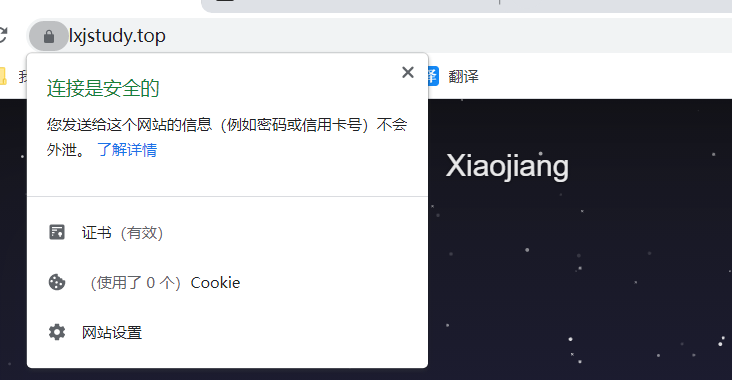 lxjstudy.top
译 翻译
连接是安全的
您发送给这个网站的信息（例如密码或信用卡号）不会
外泄。 了解详情
Xiaojiang
证书（有效）
（使用了 0 个）Cookie
网站设置